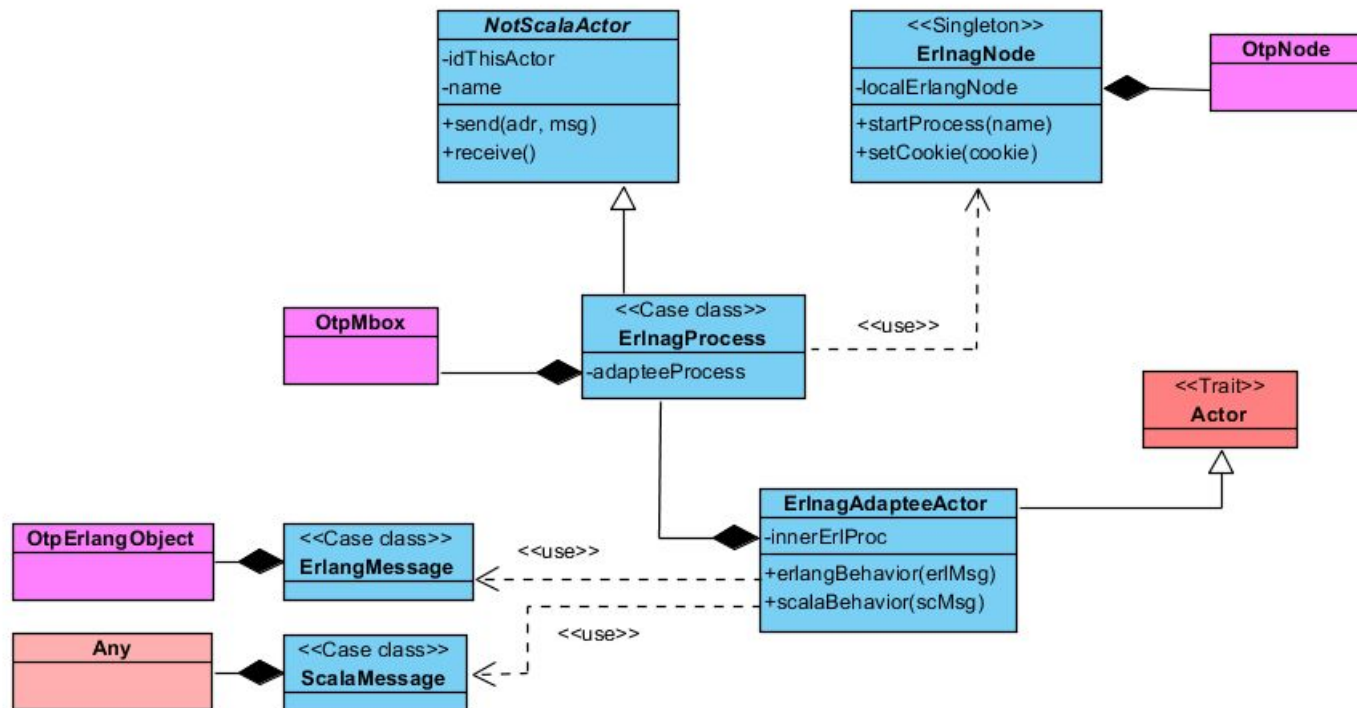 NotScalaActor
-idThisActor
-name
+send(adr, msg)
+receive()
<<Singleton>>
ErlnagNode
-localErlangNode
+startProcess(name)
+setCookie(cookie)
OtpNode
OtpMbox
<<Case class>>
ErlnagProcess
-adapteeProcess
<<use>>
<<Trait>>
Actor
ErlnagAdapteeActor
-innerErlProc
+erlangBehavior(erlMsg)
+scalaBehavior(scMsg)
OtpErlangObject
<<Case class>>
ErlangMessage
<<use>>
Any
<<Case class>>
ScalaMessage
<<use>>